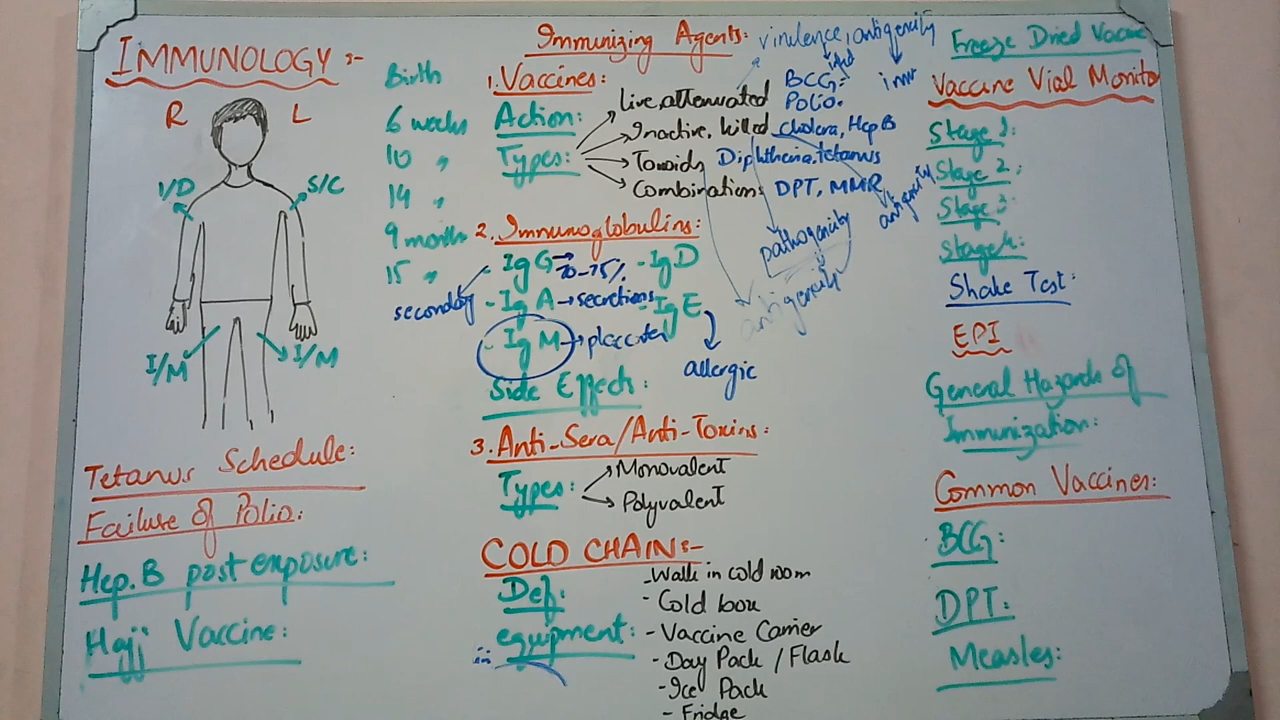 IMMUNOLOGY :-
R L
I/D S/C
I/M I/M
Tetanus Schedule:
Failure of Polio:
Hep. B post exposure:
Hajj Vaccine:
Birth
6 weeks
10 "
14 "
9 months
15 "
Immunizing Agents:
virulence, antigenicity
1. Vaccines:
Action:
Types:
Live, attenuated
BCG:
Polio.
Inactive, killed cholera, Hep B
Toxoids Diphtheria, tetanus
Combinations: DPT, MMR
antigenicity
pathogenicity
antigenicity
2. Immunoglobulins:
- IgG → 70-75% - IgD
secondary - IgA → secretions - IgE
- IgM → placenta
allergic
Side Effects:
3. Anti-Sera/Anti-Toxins:
Types: Monovalent
Polyvalent
COLD CHAIN:-
Def:
equipment:
- Walk in cold room
- Cold box
- Vaccine Carrier
- Day Pack / Flask
- Ice Pack
- Fridge
Freeze Dried Vaccine
Vaccine Vial Monitor
Stage 1:
Stage 2:
Stage 3:
Stage 4:
Shake Test:
EPI
General Hazards of
Immunization:
Common Vaccines:
BCG:
DPT:
Measles: